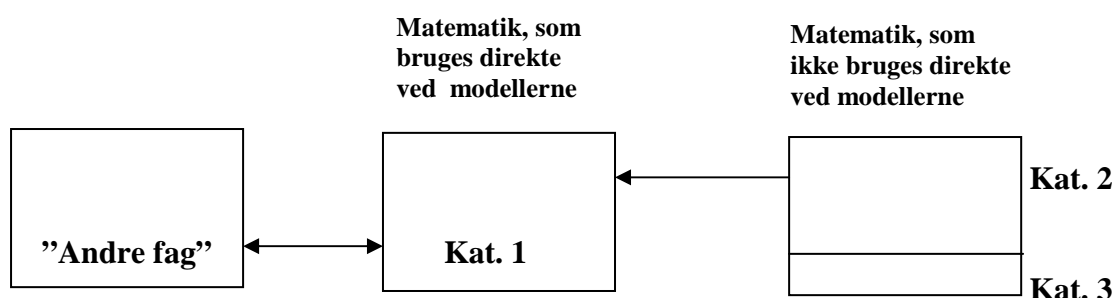 Matematik, som
bruges direkte
ved modellerne
Matematik, som
ikke bruges direkte
ved modellerne
Kat. 2
”Andre fag”
Kat. 1
Kat. 3